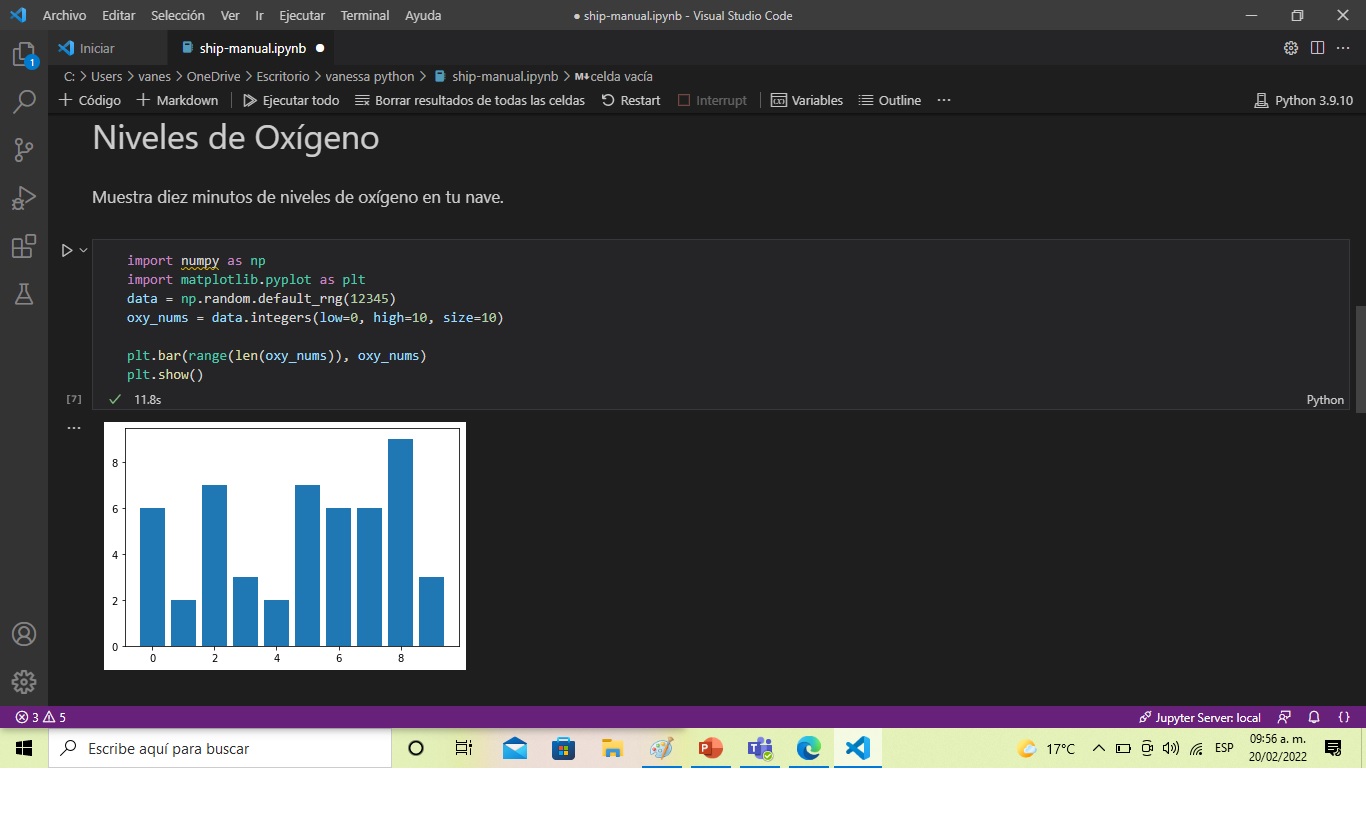 Archivo Editar Selección Ver Ir Ejecutar Terminal Ayuda ● ship-manual.ipynb - Visual Studio Code
Iniciar ship-manual.ipynb ●
C: > Users > vanes > OneDrive > Escritorio > vanessa python > ship-manual.ipynb > M↓celda vacía
+ Código + Markdown | Ejecutar todo Borrar resultados de todas las celdas Restart Interrupt | Variables Outline ··· Python 3.9.10
1
Niveles de Oxígeno
Muestra diez minutos de niveles de oxígeno en tu nave.
import numpy as np
import matplotlib.pyplot as plt
data = np.random.default_rng(12345)
oxy_nums = data.integers(low=0, high=10, size=10)
plt.bar(range(len(oxy_nums)), oxy_nums)
plt.show()
[7] 11.8s Python
8
6
4
2
0
0 2 4 6 8
3 5 Jupyter Server: local
Escribe aquí para buscar 17°C ESP 09:56 a. m.
20/02/2022